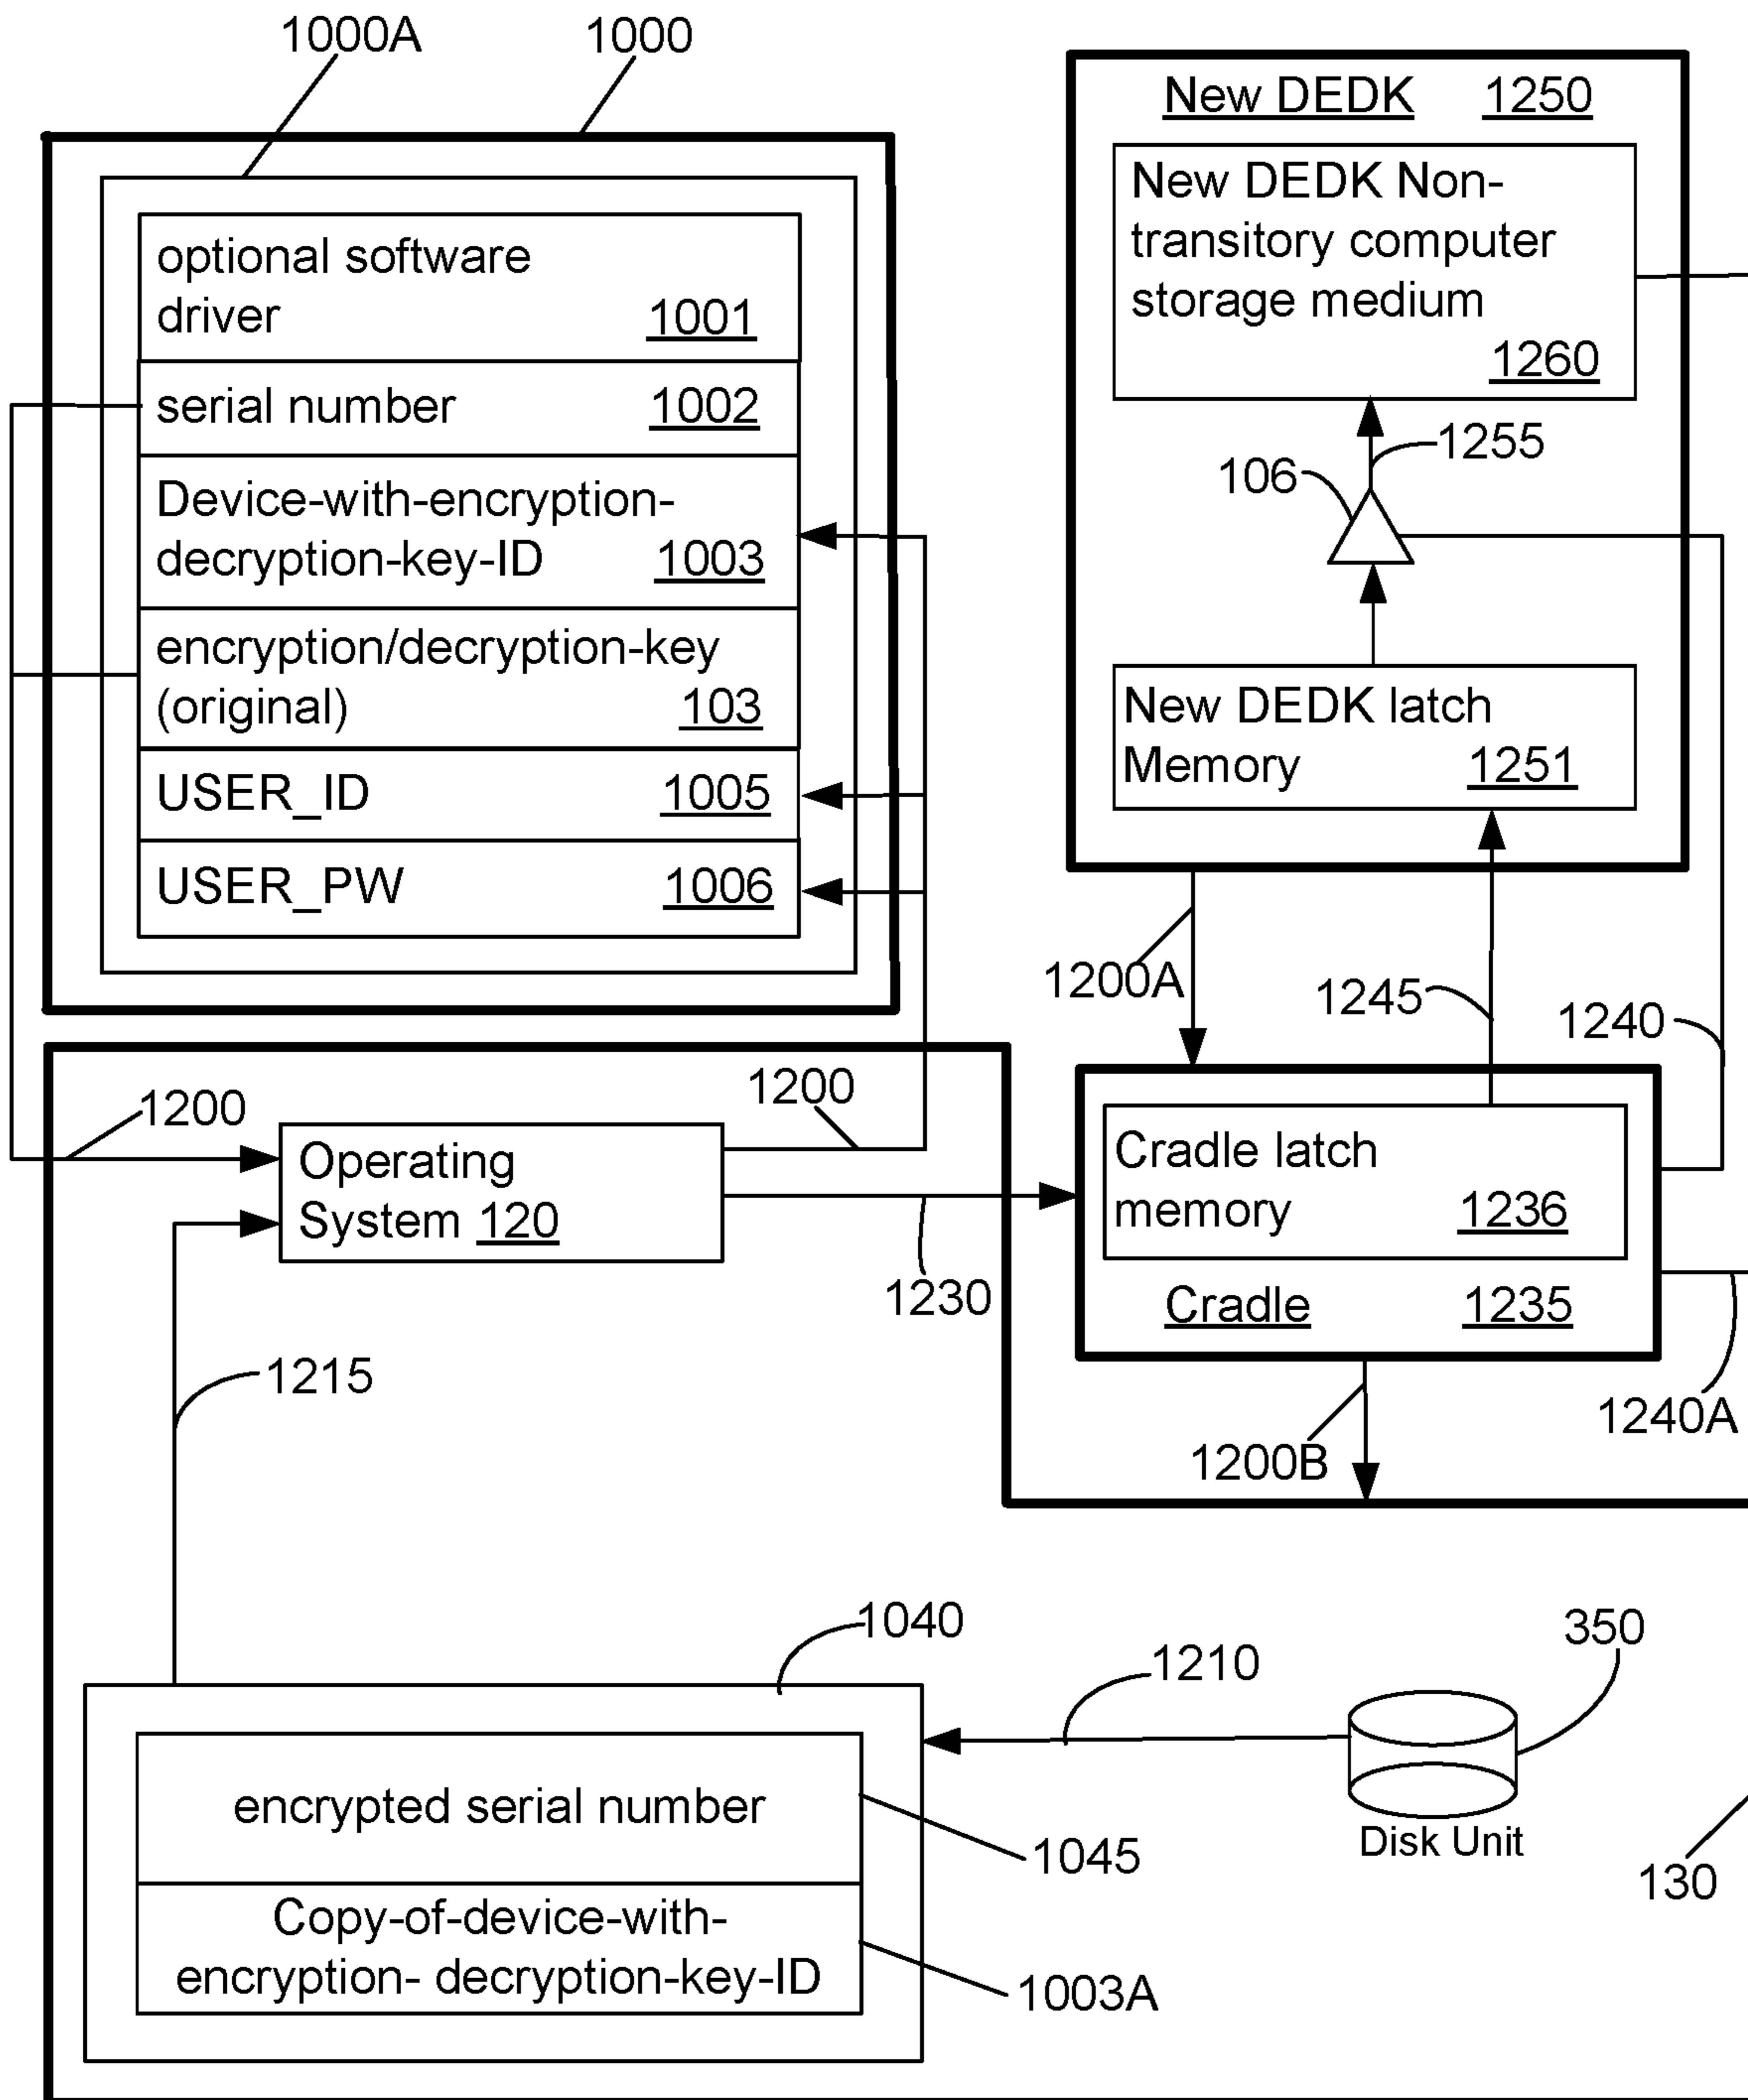 1000A
1000
optional software
driver 1001
serial number 1002
Device-with-encryption-
decryption-key-ID 1003
encryption/decryption-key
(original) 103
USER_ID 1005
USER_PW 1006
New DEDK 1250
New DEDK Non-
transitory computer
storage medium
1260
1255
106
New DEDK latch
Memory 1251
1200A
1245
1240
1200
1200
Operating
System 120
1230
Cradle latch
memory 1236
Cradle 1235
1215
1240A
1200B
1040
1210
350
Disk Unit
130
encrypted serial number
1045
Copy-of-device-with-
encryption- decryption-key-ID
1003A